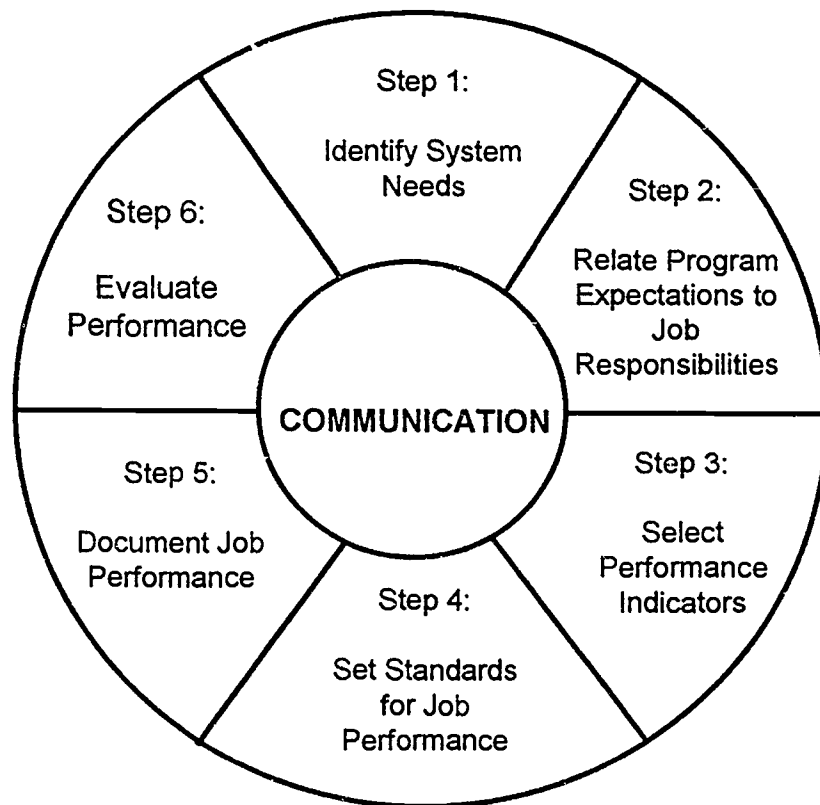 Step 1:
Identify System
Needs
Step 2:
Relate Program
Expectations to
Job
Responsibilities
Step 3:
Select
Performance
Indicators
Step 4:
Set Standards
for Job
Performance
Step 5:
Document Job
Performance
Step 6:
Evaluate
Performance
COMMUNICATION